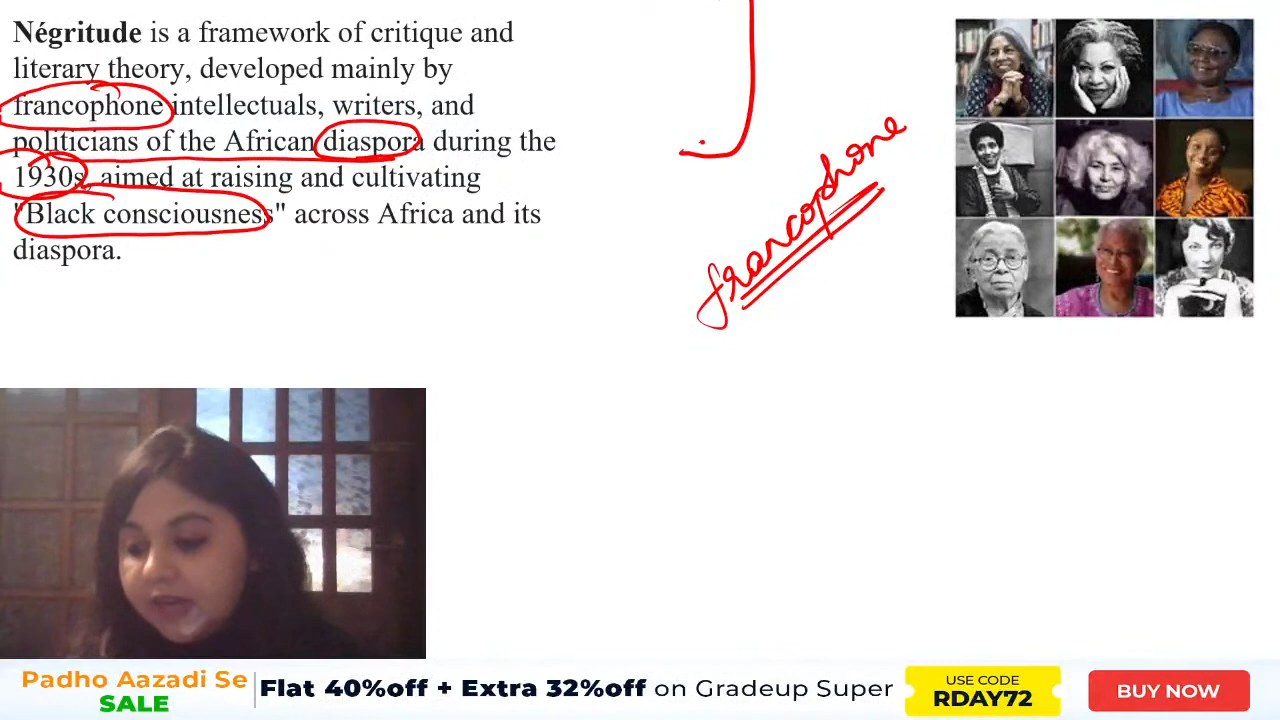 Négritude is a framework of critique and
literary theory, developed mainly by
francophone intellectuals, writers, and
politicians of the African diaspora during the
1930s, aimed at raising and cultivating
"Black consciousness" across Africa and its
diaspora.
francophone
Padho Aazadi Se
SALE
Flat 40%off + Extra 32%off on Gradeup Super
USE CODE
RDAY72
BUY NOW